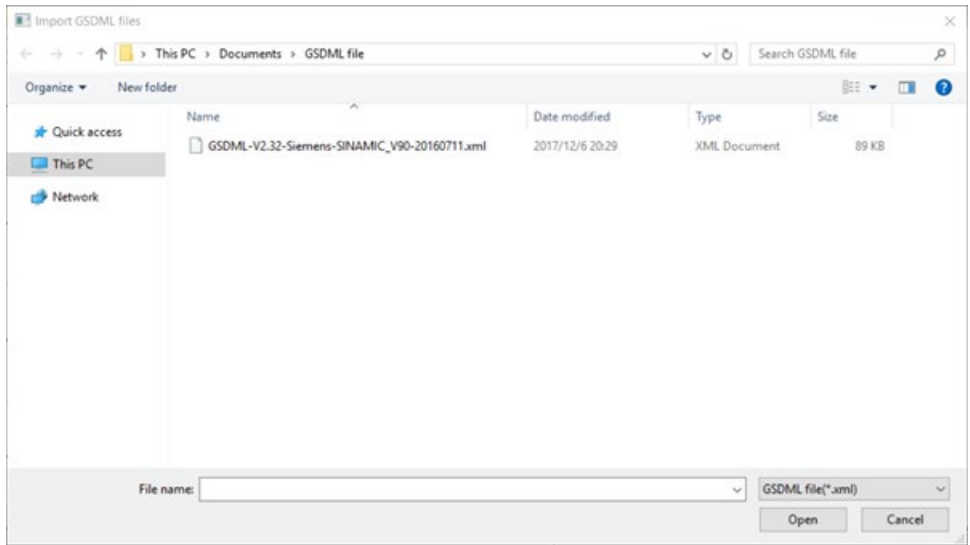 Import GSDML files
This PC > Documents > GSDML file
Search GSDML file
Organize
New folder
Name
Date modified
Type
Size
Quick access
GSDML-V2.32-Siemens-SINAMIC_V90-20160711.xml
2017/12/6 20:29
XML Document
89 KB
This PC
Network
File name:
GSDML file(*.xml)
Open
Cancel